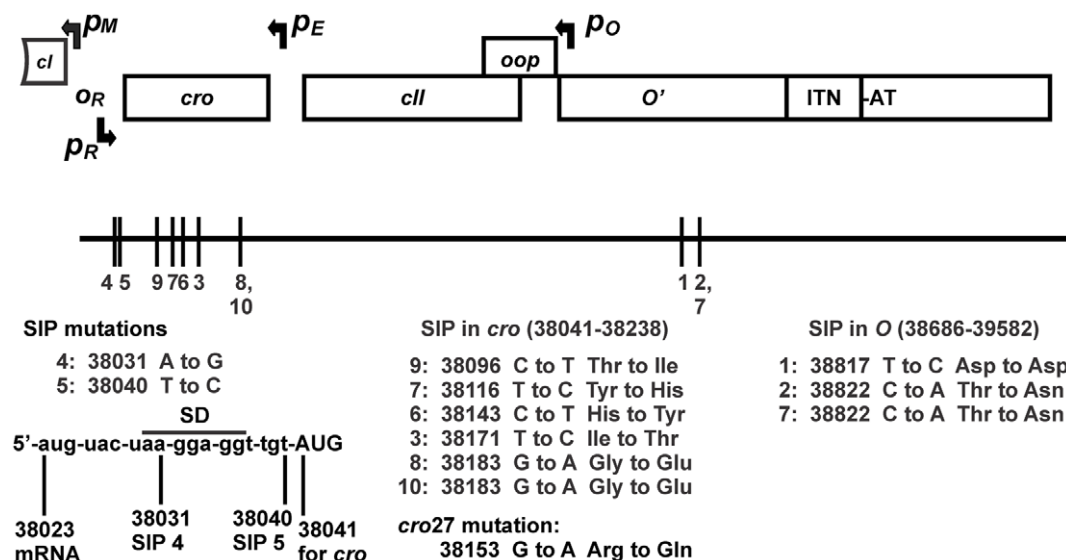 pM pE pO
cI oop
oR cro cII O' ITN -AT
pR
4 5 9 7 6 3 8, 1 2,
10 7
SIP mutations
4: 38031 A to G
5: 38040 T to C
SD
5'-aug-uac-uaa-gga-ggt-tgt-AUG
38023 38031 38040 38041
mRNA SIP 4 SIP 5 for cro
SIP in cro (38041-38238)
9: 38096 C to T Thr to Ile
7: 38116 T to C Tyr to His
6: 38143 C to T His to Tyr
3: 38171 T to C Ile to Thr
8: 38183 G to A Gly to Glu
10: 38183 G to A Gly to Glu
cro27 mutation:
38153 G to A Arg to Gln
SIP in O (38686-39582)
1: 38817 T to C Asp to Asp
2: 38822 C to A Thr to Asn
7: 38822 C to A Thr to Asn